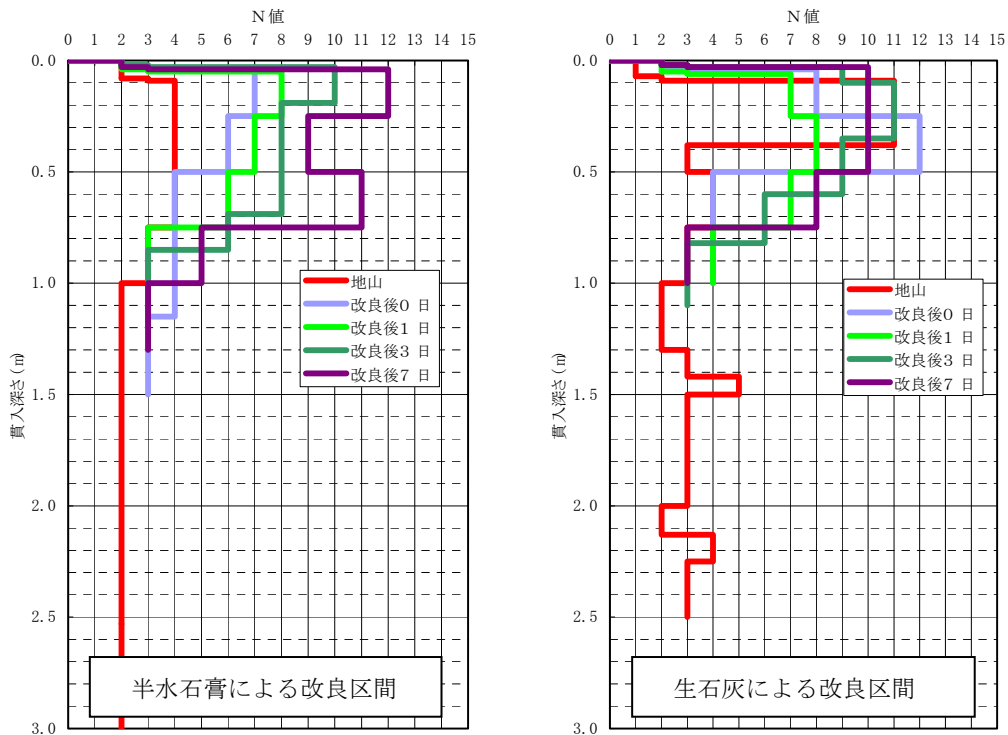 N値
0 1 2 3 4 5 6 7 8 9 10 11 12 13 14 15
0.0
0.5
1.0
1.5
2.0
2.5
3.0
貫入深さ(m)
地山
改良後0 日
改良後1 日
改良後3 日
改良後7 日
半水石膏による改良区間
N値
0 1 2 3 4 5 6 7 8 9 10 11 12 13 14 15
0.0
0.5
1.0
1.5
2.0
2.5
3.0
貫入深さ(m)
地山
改良後0 日
改良後1 日
改良後3 日
改良後7 日
生石灰による改良区間